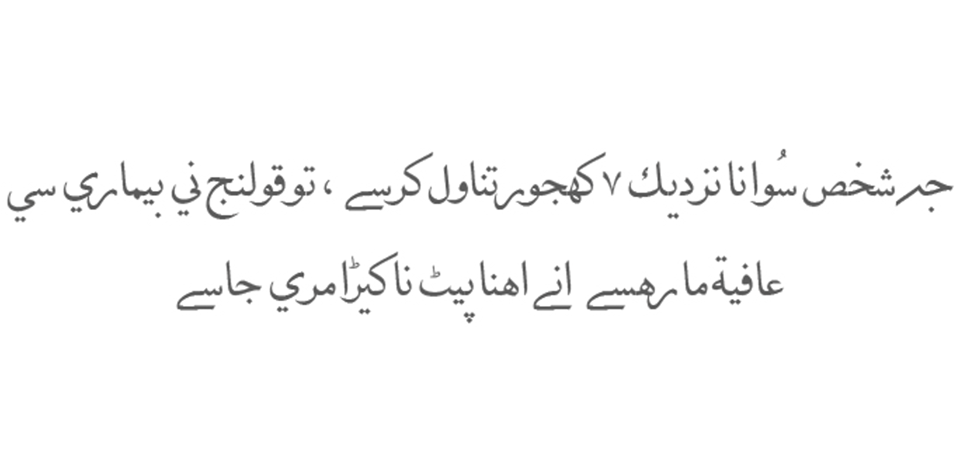 جه شخص سُوانا نزديك ٧ كهجور تناول كرسے ، تو قولنج ني بيماري سي
عافية ما رهسے انے اهنا پيٹ نا كيڑا مري جاسے